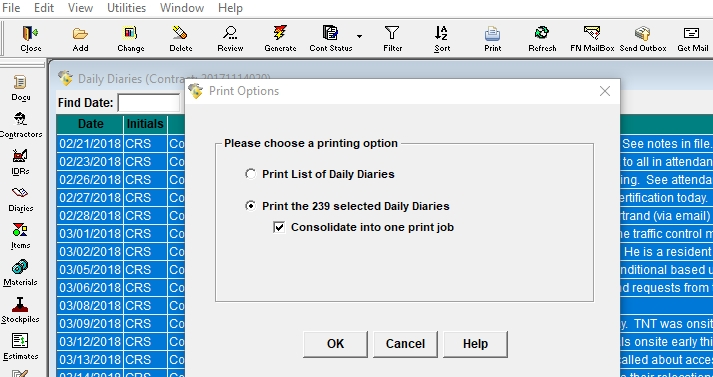 File Edit View Utilities Window Help
Close Add Change Delete Review Generate Cont Status Filter Sort Print Refresh FN MailBox Send Outbox Get Mail
Daily Diaries (Contract: 20171114020)
Print Options
Find Date:
Date Initials
Please choose a printing option
Print List of Daily Diaries
Print the 239 selected Daily Diaries
Consolidate into one print job
OK Cancel Help
02/21/2018 CRS Co See notes in file.
02/23/2018 CRS Co to all in attendan
02/26/2018 CRS Co ing. See attenda
02/27/2018 CRS Co ertification today.
02/28/2018 CRS Co trand (via email)
03/01/2018 CRS Co he traffic control m
03/02/2018 CRS Co He is a resident
03/05/2018 CRS Co nditional based u
03/06/2018 CRS Co nd requests from
03/08/2018 CRS Co
03/09/2018 CRS Co y. TNT was onsit
03/12/2018 CRS Co ls onsite early thi
03/13/2018 CRS Co called about acce
03/14/2018 CRS Co
Docu
Contractors
IDRs
Diaries
Items
Materials
Stockpiles
Estimates